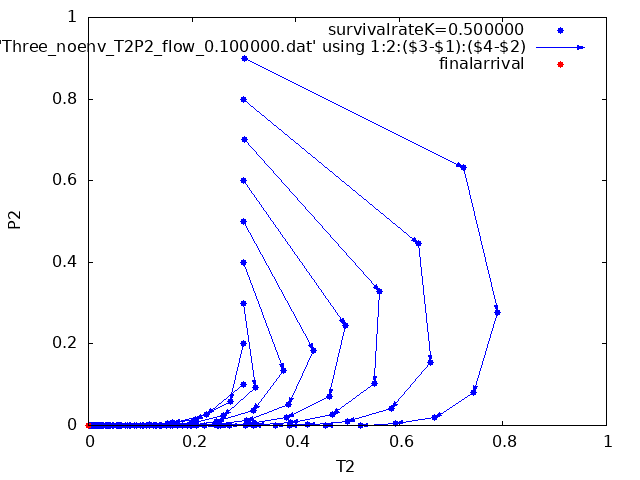 survivalrateK=0.500000
'Three_noenv_T2P2_flow_0.100000.dat' using 1:2:($3-$1):($4-$2)
finalarrival
1
0.8
0.6
0.4
0.2
0
P2
0 0.2 0.4 0.6 0.8 1
T2